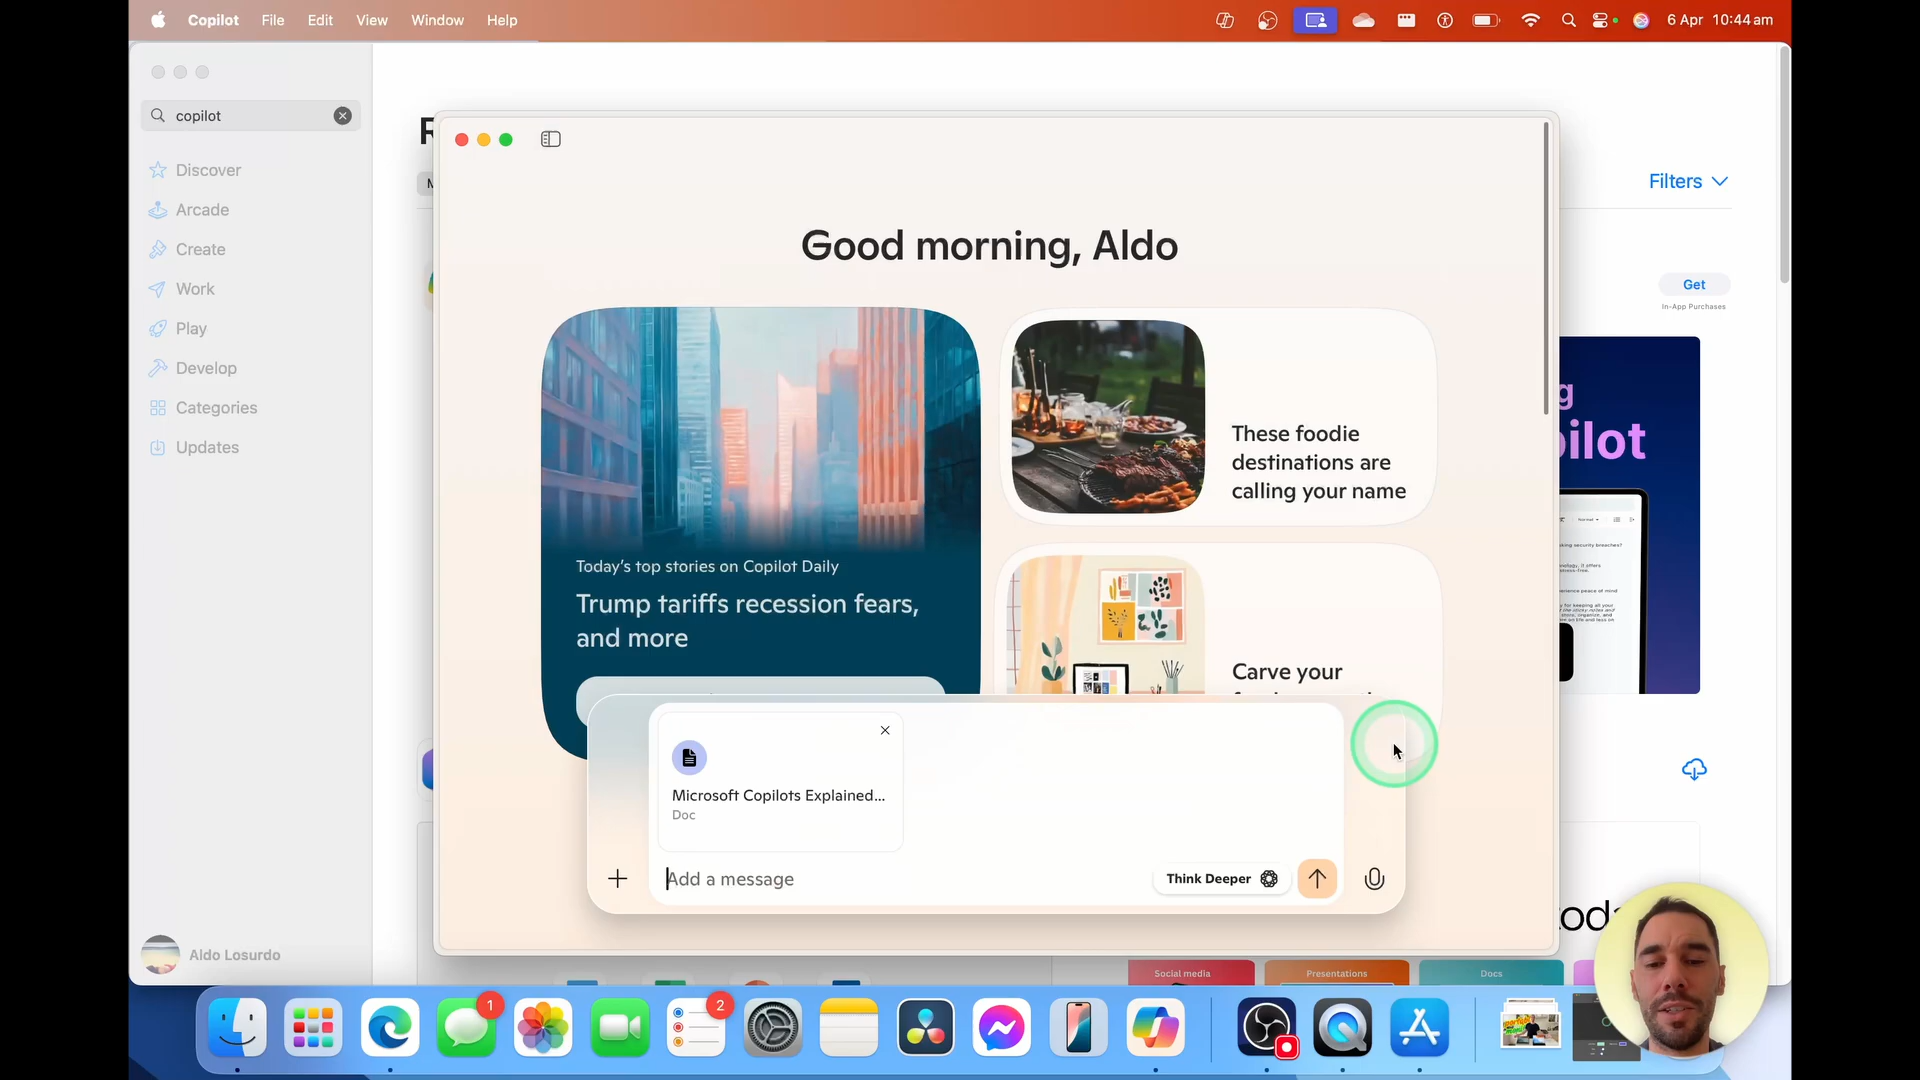 Copilot File Edit View Window Help
6 Apr 10:44 am
copilot
Discover
Arcade
Create
Work
Play
Develop
Categories
Updates
Aldo Losurdo
Filters
Get
In-App Purchases
Good morning, Aldo
Today's top stories on Copilot Daily
Trump tariffs recession fears,
and more
These foodie
destinations are
calling your name
Carve your
Microsoft Copilots Explained...
Doc
Add a message
Think Deeper
Social media
Presentations
Docs
1
2